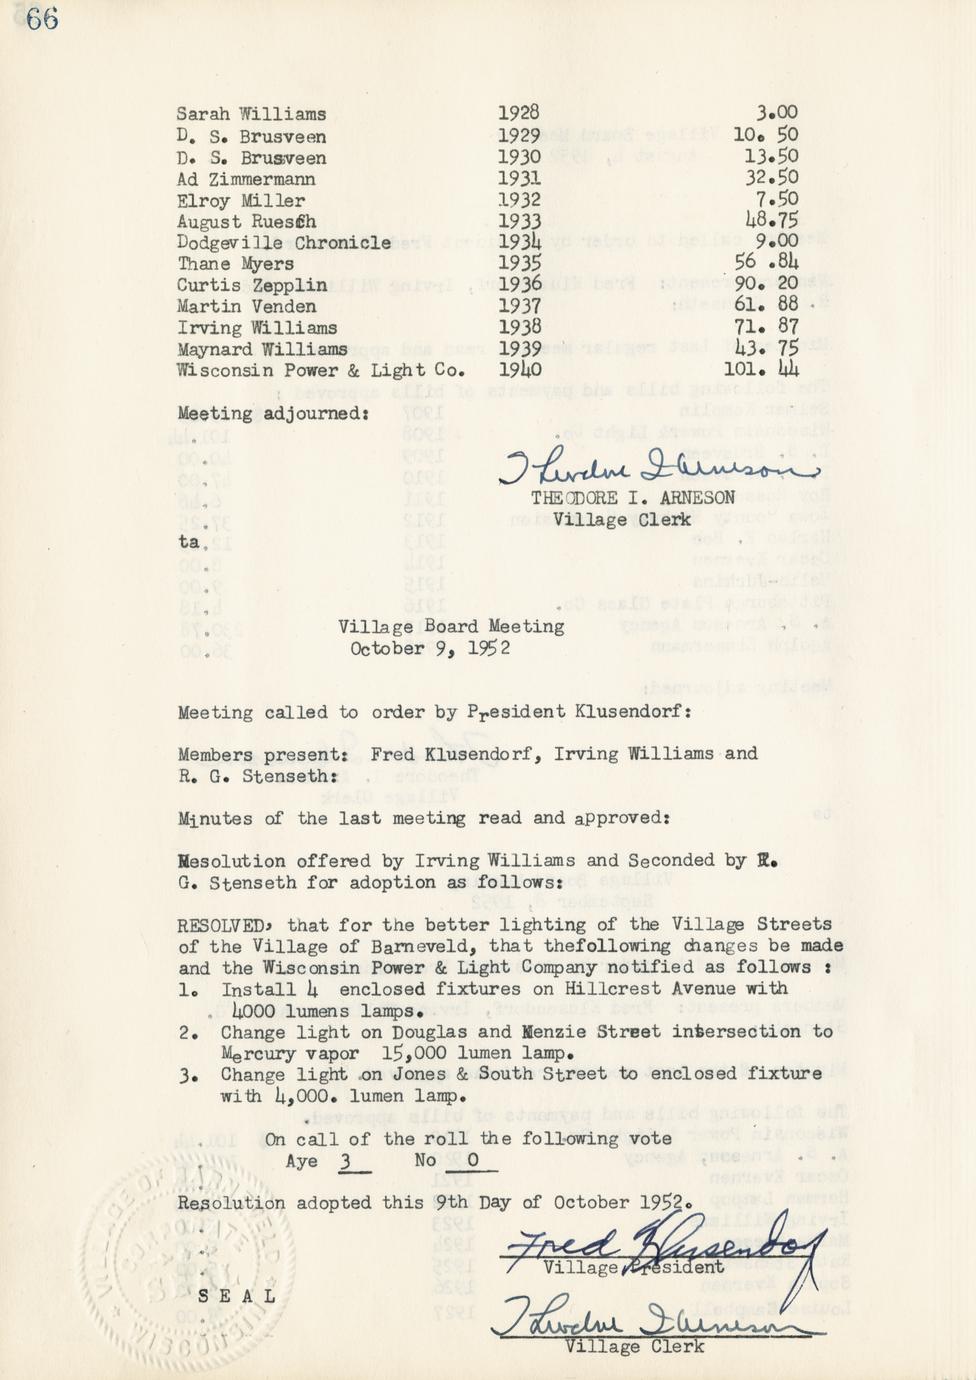 66
Sarah Williams 1928 3.00
D. S. Brusveen 1929 10. 50
D. S. Brusveen 1930 13.50
Ad Zimmermann 1931 32.50
Elroy Miller 1932 7.50
August Ruesch 1933 48.75
Dodgeville Chronicle 1934 9.00
Thane Myers 1935 56 .84
Curtis Zepplin 1936 90. 20
Martin Venden 1937 61. 88
Irving Williams 1938 71. 87
Maynard Williams 1939 43. 75
Wisconsin Power & Light Co. 1940 101. 44
Meeting adjourned:
Theodore I Arneson
THEODORE I. ARNESON
Village Clerk
ta
Village Board Meeting
October 9, 1952
Meeting called to order by President Klusendorf:
Members present: Fred Klusendorf, Irving Williams and
R. G. Stenseth:
Minutes of the last meeting read and approved:
Resolution offered by Irving Williams and Seconded by R.
G. Stenseth for adoption as follows:
RESOLVED, that for the better lighting of the Village Streets
of the Village of Barneveld, that thefollowing changes be made
and the Wisconsin Power & Light Company notified as follows :
1. Install 4 enclosed fixtures on Hillcrest Avenue with
4000 lumens lamps.
2. Change light on Douglas and Menzie Street intersection to
Mercury vapor 15,000 lumen lamp.
3. Change light on Jones & South Street to enclosed fixture
with 4,000. lumen lamp.
On call of the roll the following vote
Aye 3 No 0
Resolution adopted this 9th Day of October 1952.
Fred Klusendorf
Village President
S E A L
Theodore I Arneson
Village Clerk